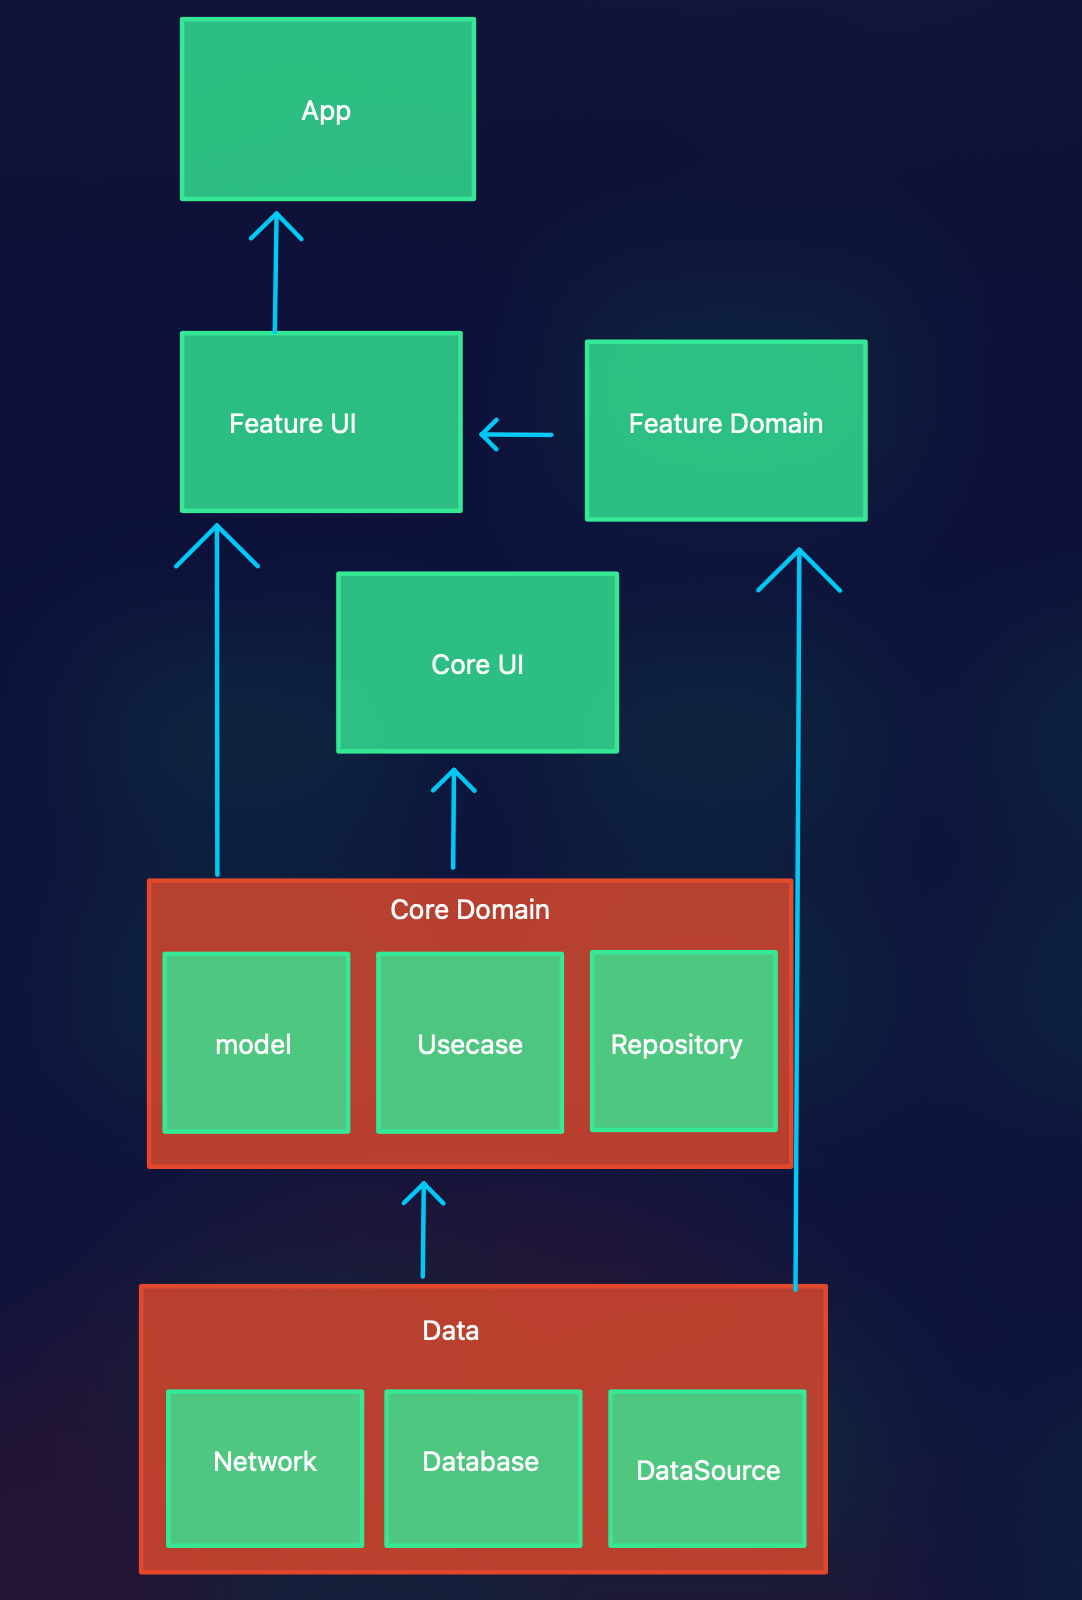 App
Feature UI
Feature Domain
Core UI
Core Domain
model
Usecase
Repository
Data
Network
Database
DataSource